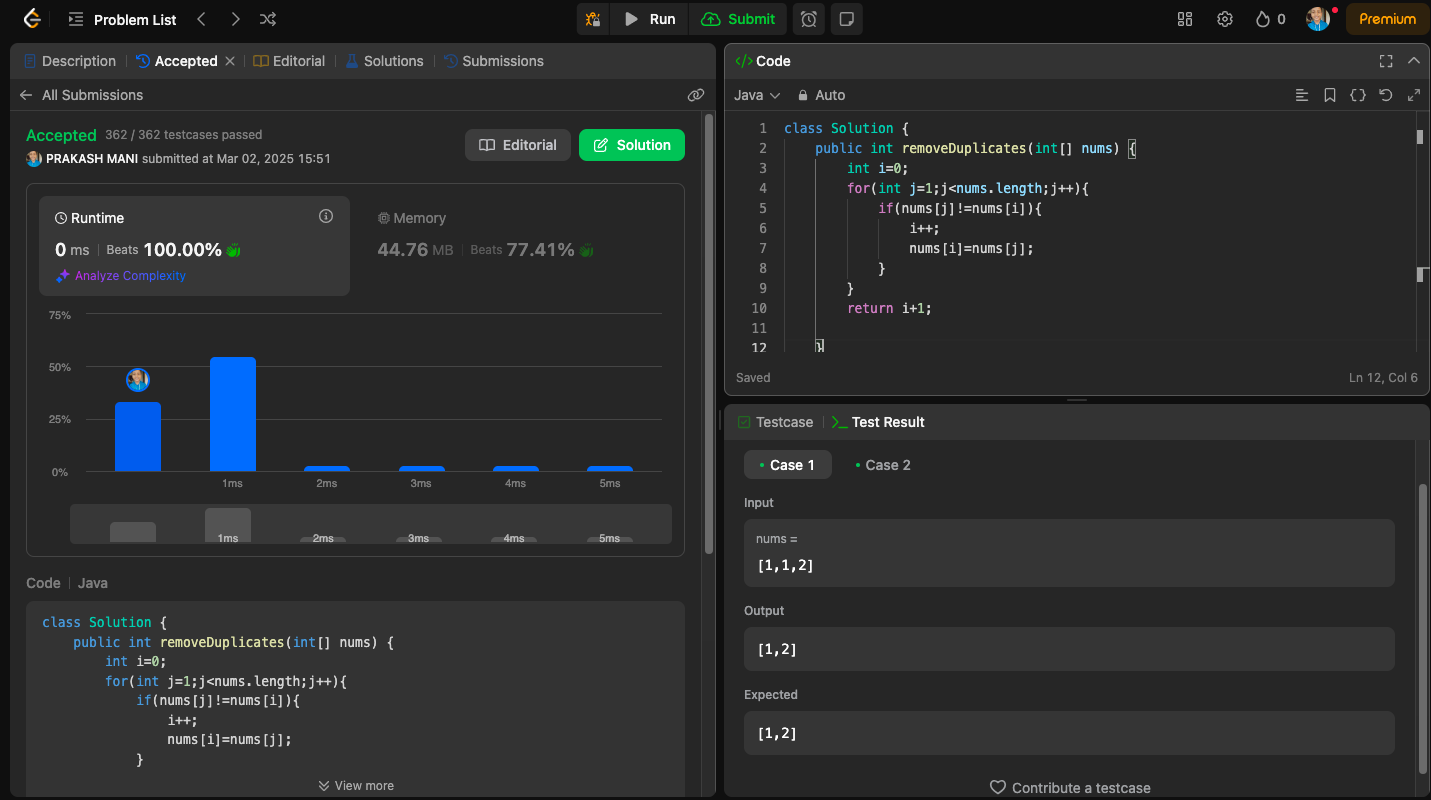 Problem List
Run
Submit
0
Premium
Description
Accepted
Editorial
Solutions
Submissions
All Submissions
Accepted 362 / 362 testcases passed
PRAKASH MANI submitted at Mar 02, 2025 15:51
Editorial
Solution
Runtime
0 ms | Beats 100.00%
Analyze Complexity
Memory
44.76 MB | Beats 77.41%
75%
50%
25%
0%
1ms 2ms 3ms 4ms 5ms
1ms 2ms 3ms 4ms 5ms
Code | Java
class Solution {
    public int removeDuplicates(int[] nums) {
        int i=0;
        for(int j=1;j<nums.length;j++){
            if(nums[j]!=nums[i]){
                i++;
                nums[i]=nums[j];
            }
View more
</> Code
Java
Auto
1 class Solution {
2     public int removeDuplicates(int[] nums) {
3         int i=0;
4         for(int j=1;j<nums.length;j++){
5             if(nums[j]!=nums[i]){
6                 i++;
7                 nums[i]=nums[j];
8             }
9         }
10         return i+1;
11
12     }
Saved
Ln 12, Col 6
Testcase
>_ Test Result
Case 1
Case 2
Input
nums =
[1,1,2]
Output
[1,2]
Expected
[1,2]
Contribute a testcase